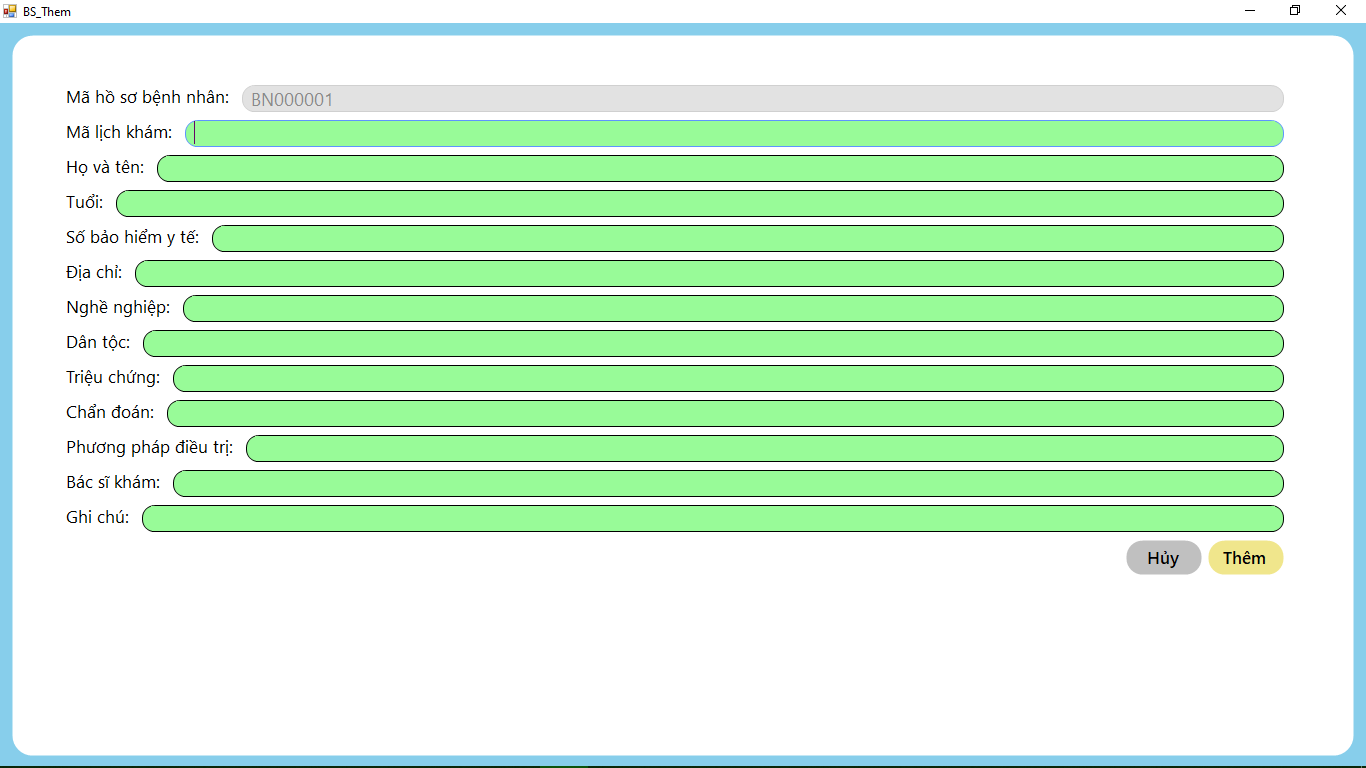 BS_Them
Mã hồ sơ bệnh nhân: BN000001
Mã lịch khám:
Họ và tên:
Tuổi:
Số bảo hiểm y tế:
Địa chỉ:
Nghề nghiệp:
Dân tộc:
Triệu chứng:
Chẩn đoán:
Phương pháp điều trị:
Bác sĩ khám:
Ghi chú:
Hủy Thêm